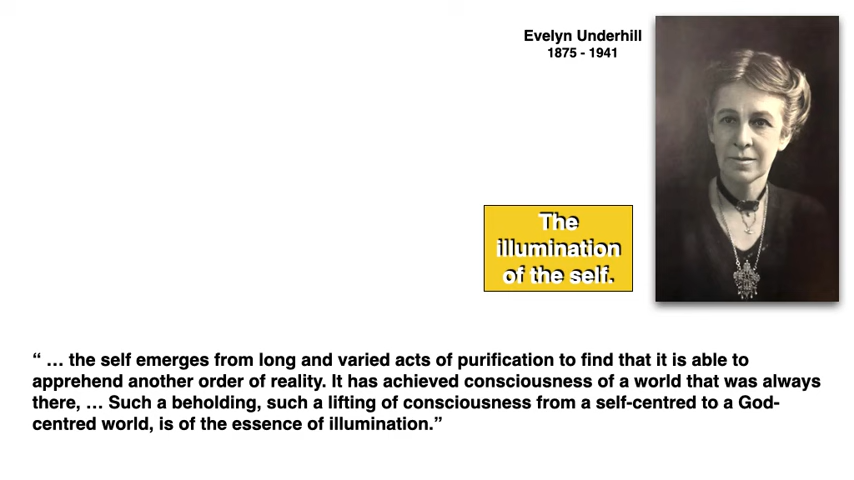 Evelyn Underhill
1875 - 1941
The
illumination
of the self.
“ … the self emerges from long and varied acts of purification to find that it is able to
apprehend another order of reality. It has achieved consciousness of a world that was always
there, … Such a beholding, such a lifting of consciousness from a self-centred to a God-
centred world, is of the essence of illumination.”